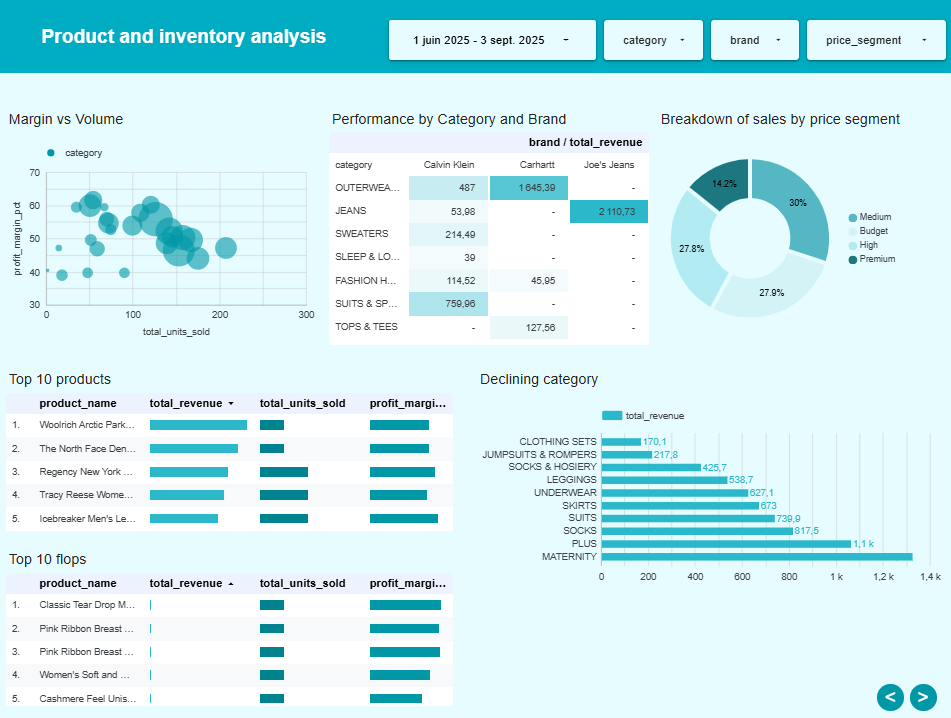 Product and inventory analysis
1 juin 2025 - 3 sept. 2025
category
brand
price_segment
Margin vs Volume
category
profit_margin_pct
70
60
50
40
30
0
100
200
300
total_units_sold
Performance by Category and Brand
brand / total_revenue
category Calvin Klein Carhartt Joe's Jeans
OUTERWEA... 487 1 645,39 -
JEANS 53,98 - 2 110,73
SWEATERS 214,49 - -
SLEEP & LO... 39 - -
FASHION H... 114,52 45,95 -
SUITS & SP... 759,96 - -
TOPS & TEES - 127,56 -
Breakdown of sales by price segment
14.2%
30%
27.8%
27.9%
Medium
Budget
High
Premium
Top 10 products
product_name total_revenue total_units_sold profit_margi...
1. Woolrich Arctic Park...
2. The North Face Den...
3. Regency New York ...
4. Tracy Reese Wome...
5. Icebreaker Men's Le...
Declining category
total_revenue
CLOTHING SETS 170,1
JUMPSUITS & ROMPERS 217,8
SOCKS & HOSIERY 425,7
LEGGINGS 538,7
UNDERWEAR 627,1
SKIRTS 673
SUITS 739,9
SOCKS 817,5
PLUS 1,1 k
MATERNITY
0 200 400 600 800 1 k 1,2 k 1,4 k
Top 10 flops
product_name total_revenue total_units_sold profit_margi...
1. Classic Tear Drop M...
2. Pink Ribbon Breast ...
3. Pink Ribbon Breast ...
4. Women's Soft and ...
5. Cashmere Feel Unis...
< >